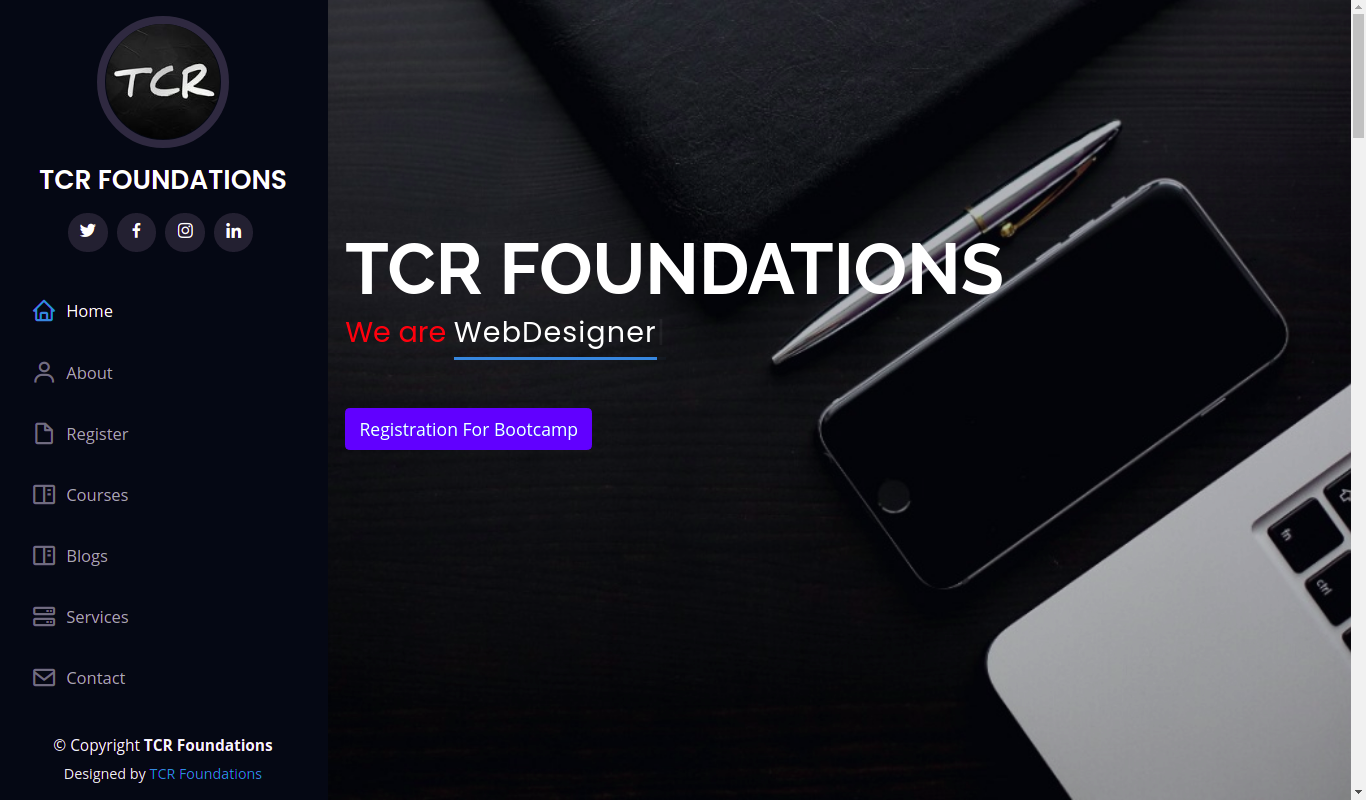 TCR
TCR FOUNDATIONS
Home
About
Register
Courses
Blogs
Services
Contact
© Copyright TCR Foundations
Designed by TCR Foundations
TCR FOUNDATIONS
We are WebDesigner
Registration For Bootcamp
fn
ctrl